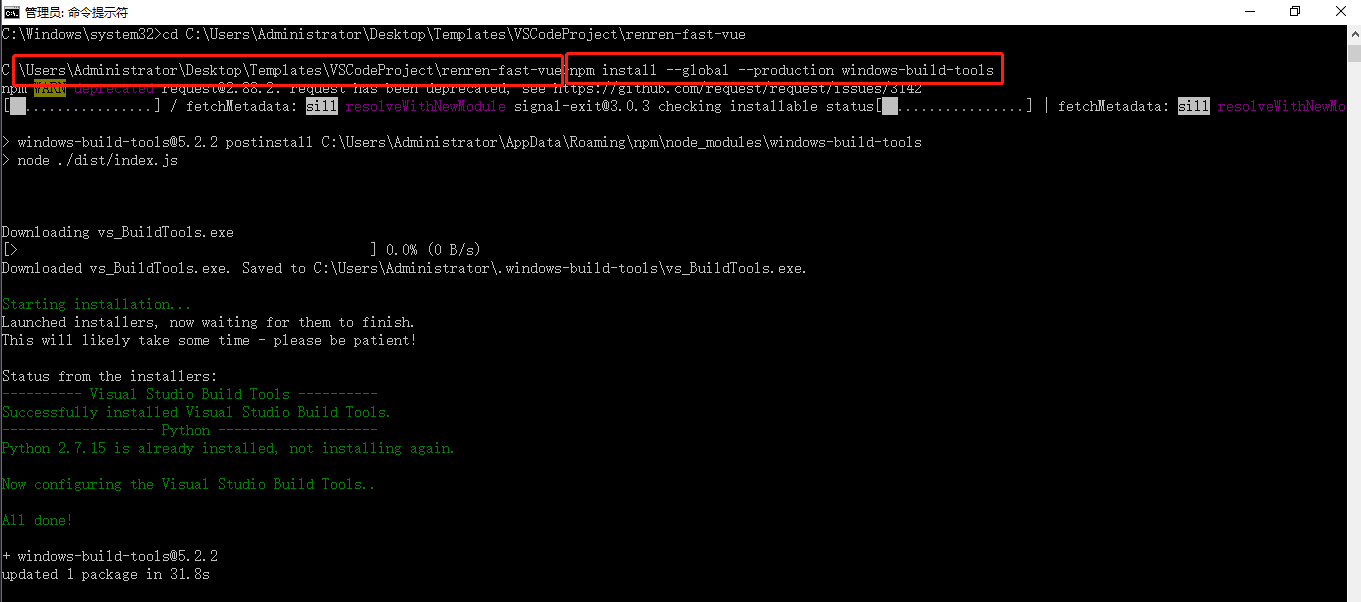 管理员: 命令提示符
C:\Windows\system32>cd C:\Users\Administrator\Desktop\Templates\VSCodeProject\renren-fast-vue
C \Users\Administrator\Desktop\Templates\VSCodeProject\renren-fast-vue npm install --global --production windows-build-tools
npm WARN deprecated request@2.88.2: request has been deprecated, see https://github.com/request/request/issues/3142
[ ................] / fetchMetadata: sill resolveWithNewModule signal-exit@3.0.3 checking installable status[ ................] | fetchMetadata: sill resolveWithNewMo
> windows-build-tools@5.2.2 postinstall C:\Users\Administrator\AppData\Roaming\npm\node_modules\windows-build-tools
> node ./dist/index.js
Downloading vs_BuildTools.exe
[> ] 0.0% (0 B/s)
Downloaded vs_BuildTools.exe. Saved to C:\Users\Administrator\.windows-build-tools\vs_BuildTools.exe.
Starting installation...
Launched installers, now waiting for them to finish.
This will likely take some time - please be patient!
Status from the installers:
---------- Visual Studio Build Tools ----------
Successfully installed Visual Studio Build Tools.
------------------- Python --------------------
Python 2.7.15 is already installed, not installing again.
Now configuring the Visual Studio Build Tools..
All done!
+ windows-build-tools@5.2.2
updated 1 package in 31.8s